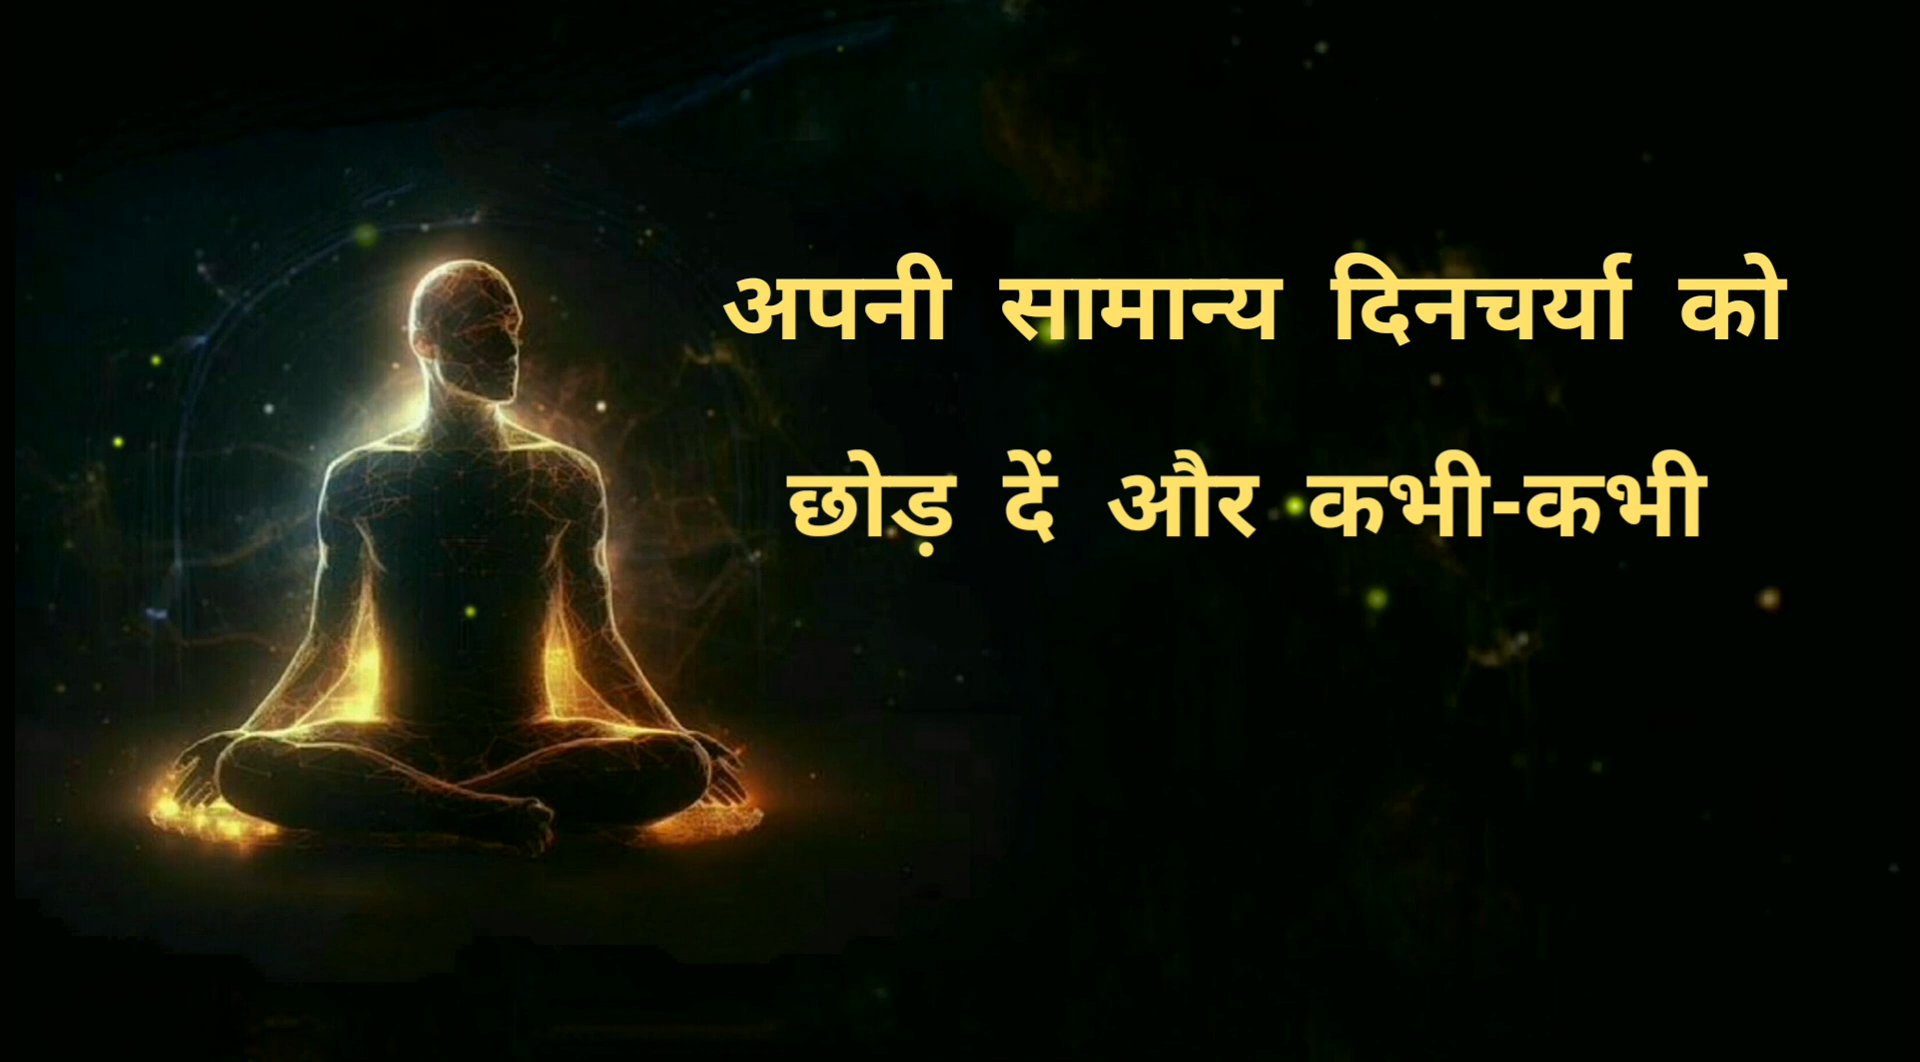 अपनी सामान्य दिनचर्या को
छोड़ दें और कभी-कभी